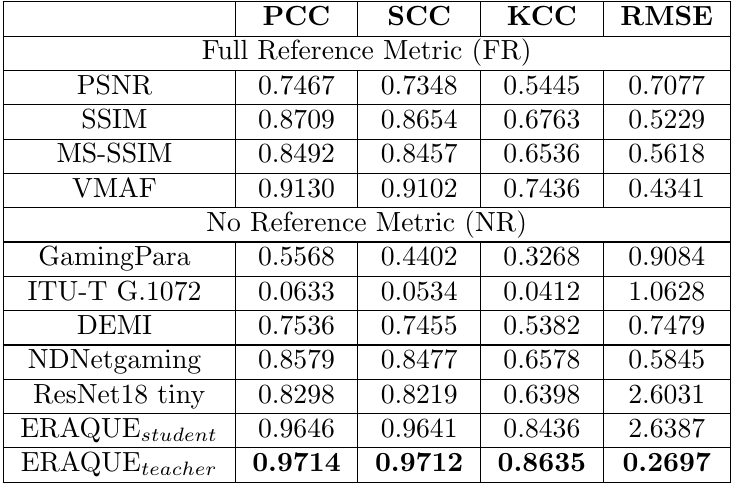 PCC SCC KCC RMSE
Full Reference Metric (FR)
PSNR 0.7467 0.7348 0.5445 0.7077
SSIM 0.8709 0.8654 0.6763 0.5229
MS-SSIM 0.8492 0.8457 0.6536 0.5618
VMAF 0.9130 0.9102 0.7436 0.4341
No Reference Metric (NR)
GamingPara 0.5568 0.4402 0.3268 0.9084
ITU-T G.1072 0.0633 0.0534 0.0412 1.0628
DEMI 0.7536 0.7455 0.5382 0.7479
NDNetgaming 0.8579 0.8477 0.6578 0.5845
ResNet18 tiny 0.8298 0.8219 0.6398 2.6031
ERAQUE student 0.9646 0.9641 0.8436 2.6387
ERAQUE teacher 0.9714 0.9712 0.8635 0.2697